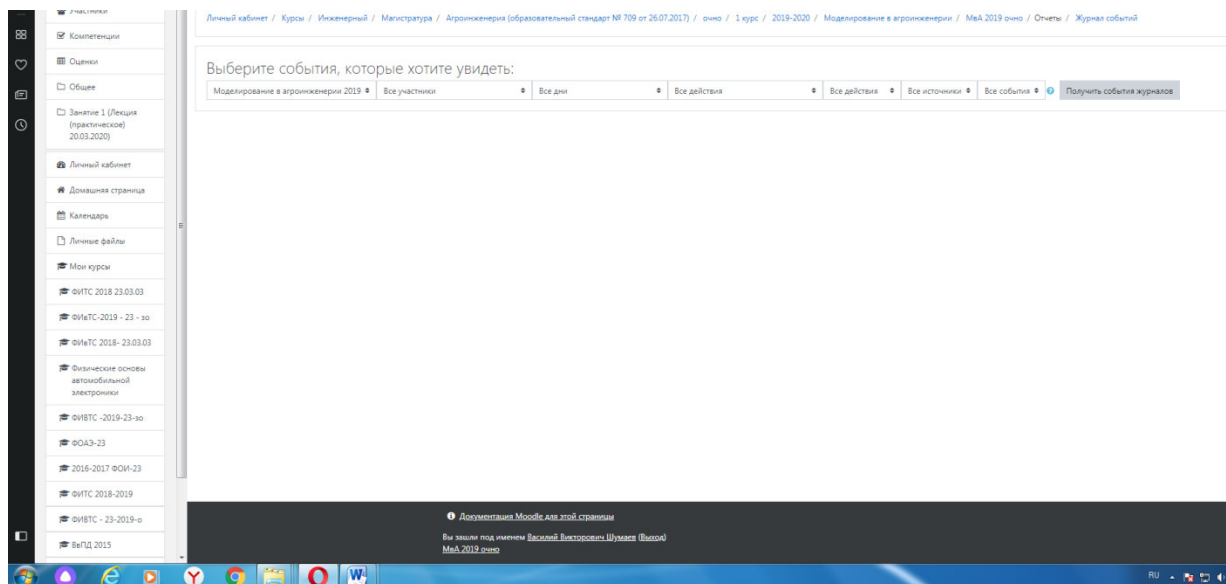 Участники
Компетенции
Оценки
Общее
Занятие 1 (Лекция
(практическое)
20.03.2020)
Личный кабинет
Домашняя страница
Календарь
Личные файлы
Мои курсы
ФИТС 2018 23.03.03
ФИвТС-2019 - 23 - зо
ФИвТС 2018- 23.03.03
Физические основы
автомобильной
электроники
ФИВТС -2019-23-зо
ФОАЭ-23
2016-2017 ФОИ-23
ФИТС 2018-2019
ФИВТС - 23-2019-о
ВвПД 2015
Личный кабинет / Курсы / Инженерный / Магистратура / Агроинженерия (образовательный стандарт № 709 от 26.07.2017) / очно / 1 курс / 2019-2020 / Моделирование в агроинженерии / МвА 2019 очно / Отчеты / Журнал событий
Выберите события, которые хотите увидеть:
Моделирование в агроинженерии 2019 Все участники Все дни Все действия Все действия Все источники Все события Получить события журналов
Документация Moodle для этой страницы
Вы зашли под именем Василий Викторович Шумаев (Выход)
МвА 2019 очно
RU